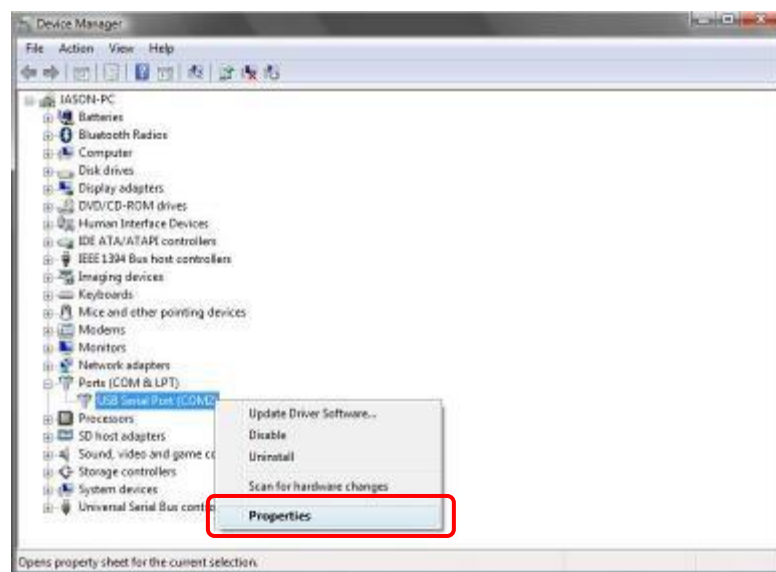 Device Manager
File Action View Help
JASON-PC
Batteries
Bluetooth Radios
Computer
Disk drives
Display adapters
DVD/CD-ROM drives
Human Interface Devices
IDE ATA/ATAPI controllers
IEEE 1394 Bus host controllers
Imaging devices
Keyboards
Mice and other pointing devices
Modems
Monitors
Network adapters
Ports (COM & LPT)
USB Serial Port (COM2)
Processors
SD host adapters
Sound, video and game co
Storage controllers
System devices
Universal Serial Bus contro
Update Driver Software...
Disable
Uninstall
Scan for hardware changes
Properties
Opens property sheet for the current selection.